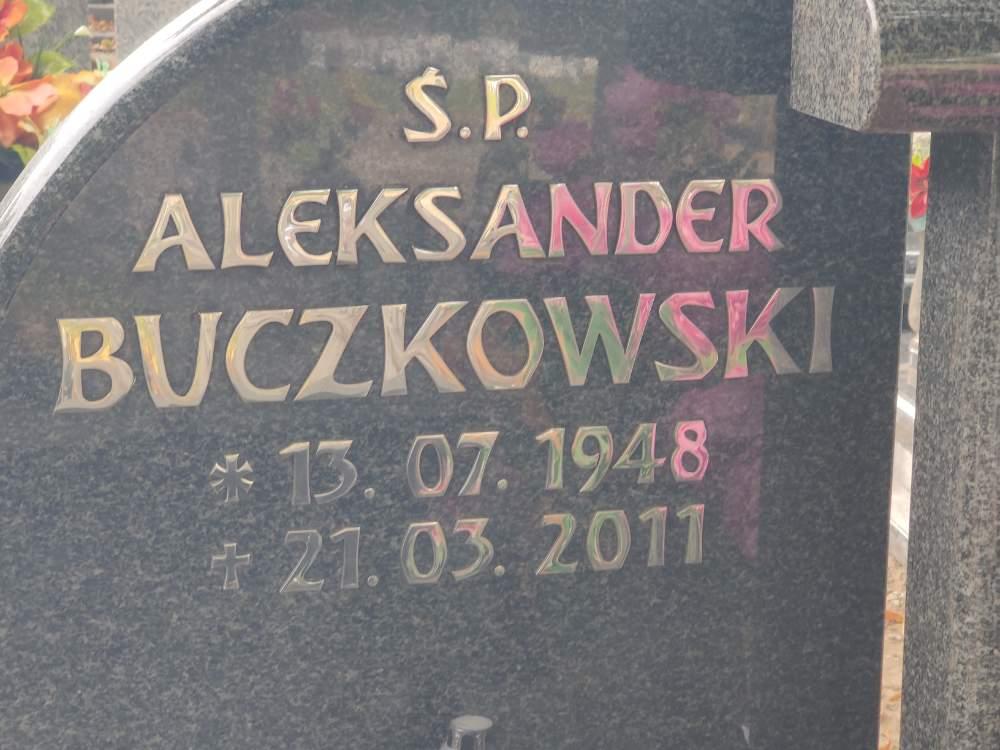 Ś.P.
ALEKSANDER
BUCZKOWSKI
* 13. 07. 1948
✝ 21. 03. 2011